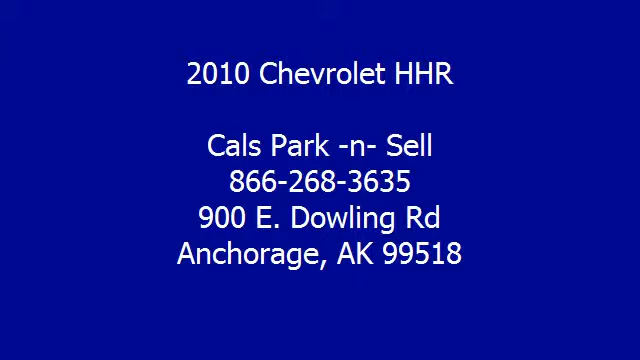 2010 Chevrolet HHR
Cals Park -n- Sell
866-268-3635
900 E. Dowling Rd
Anchorage, AK 99518